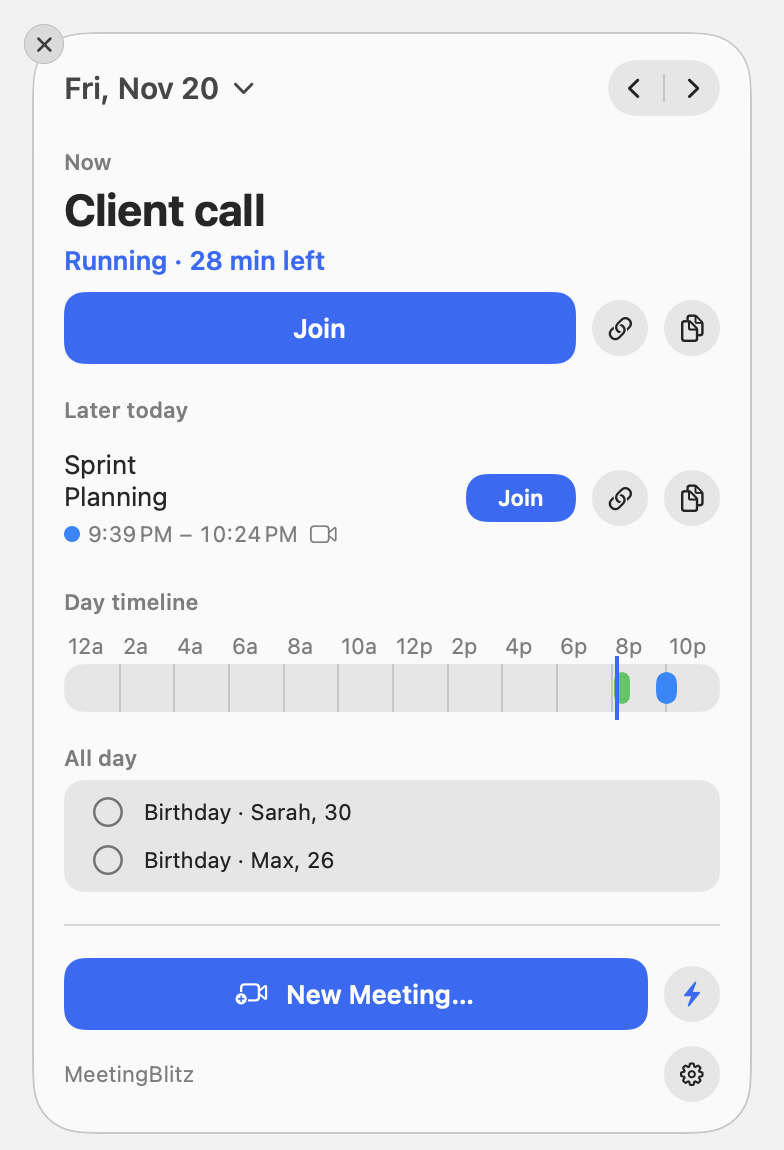 Fri, Nov 20
Now
Client call
Running · 28 min left
Join
Later today
Sprint
Planning
Join
9:39 PM – 10:24 PM
Day timeline
12a 2a 4a 6a 8a 10a 12p 2p 4p 6p 8p 10p
All day
Birthday · Sarah, 30
Birthday · Max, 26
New Meeting...
MeetingBlitz